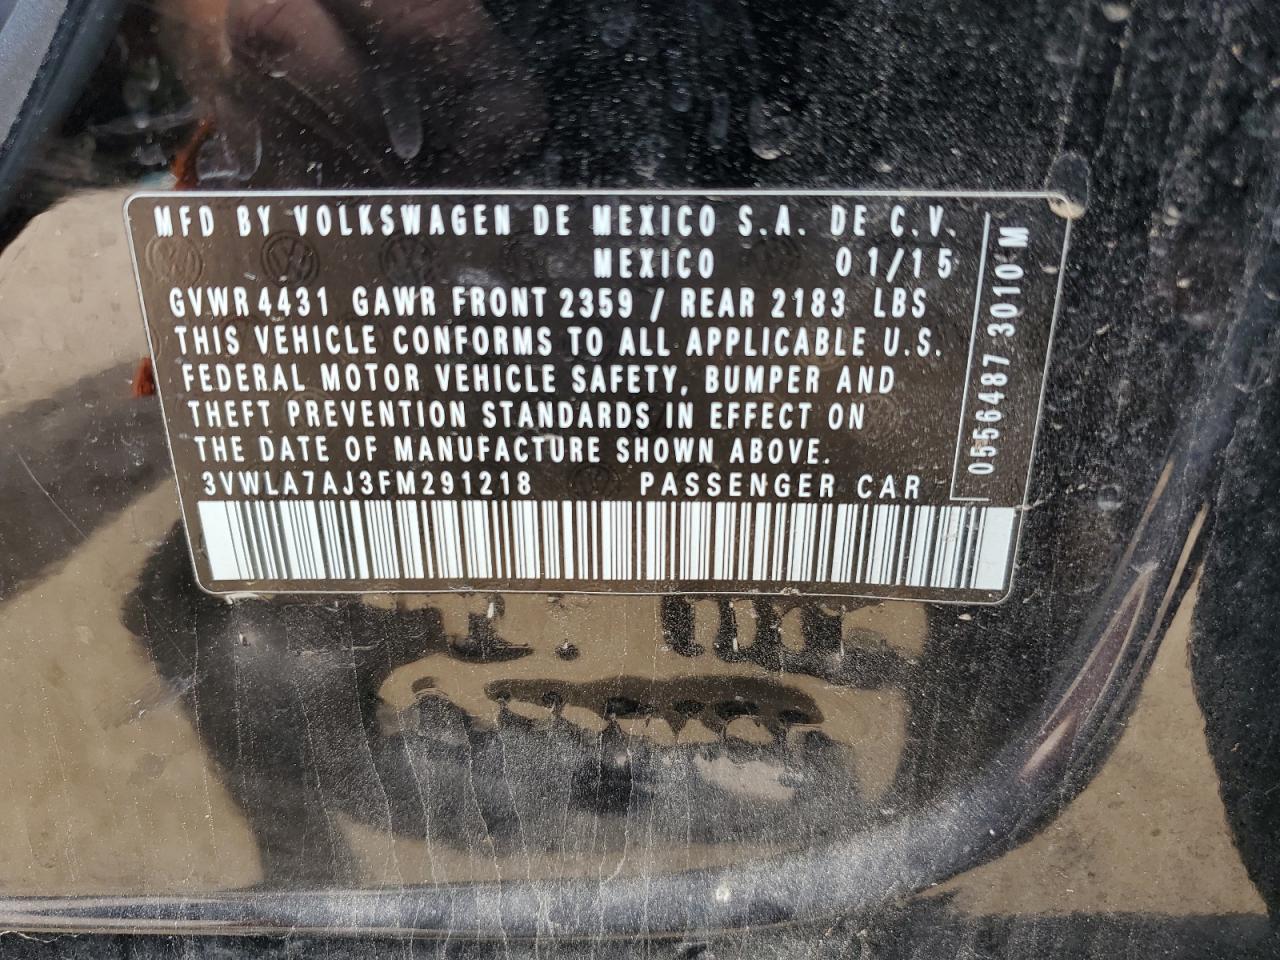 MFD BY VOLKSWAGEN DE MEXICO S.A. DE C.V.
MEXICO 01/15
GVWR 4431 GAWR FRONT 2359 / REAR 2183 LBS
THIS VEHICLE CONFORMS TO ALL APPLICABLE U.S.
FEDERAL MOTOR VEHICLE SAFETY, BUMPER AND
THEFT PREVENTION STANDARDS IN EFFECT ON
THE DATE OF MANUFACTURE SHOWN ABOVE.
3VWLA7AJ3FM291218 PASSENGER CAR
0556487 3010 M